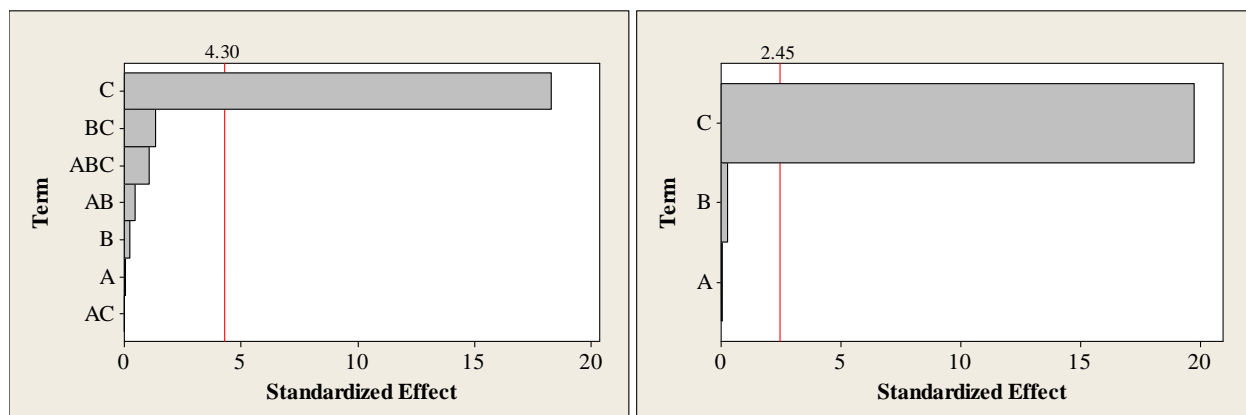 4.30
Term
C
BC
ABC
AB
B
A
AC
0 5 10 15 20
Standardized Effect
2.45
Term
C
B
A
0 5 10 15 20
Standardized Effect